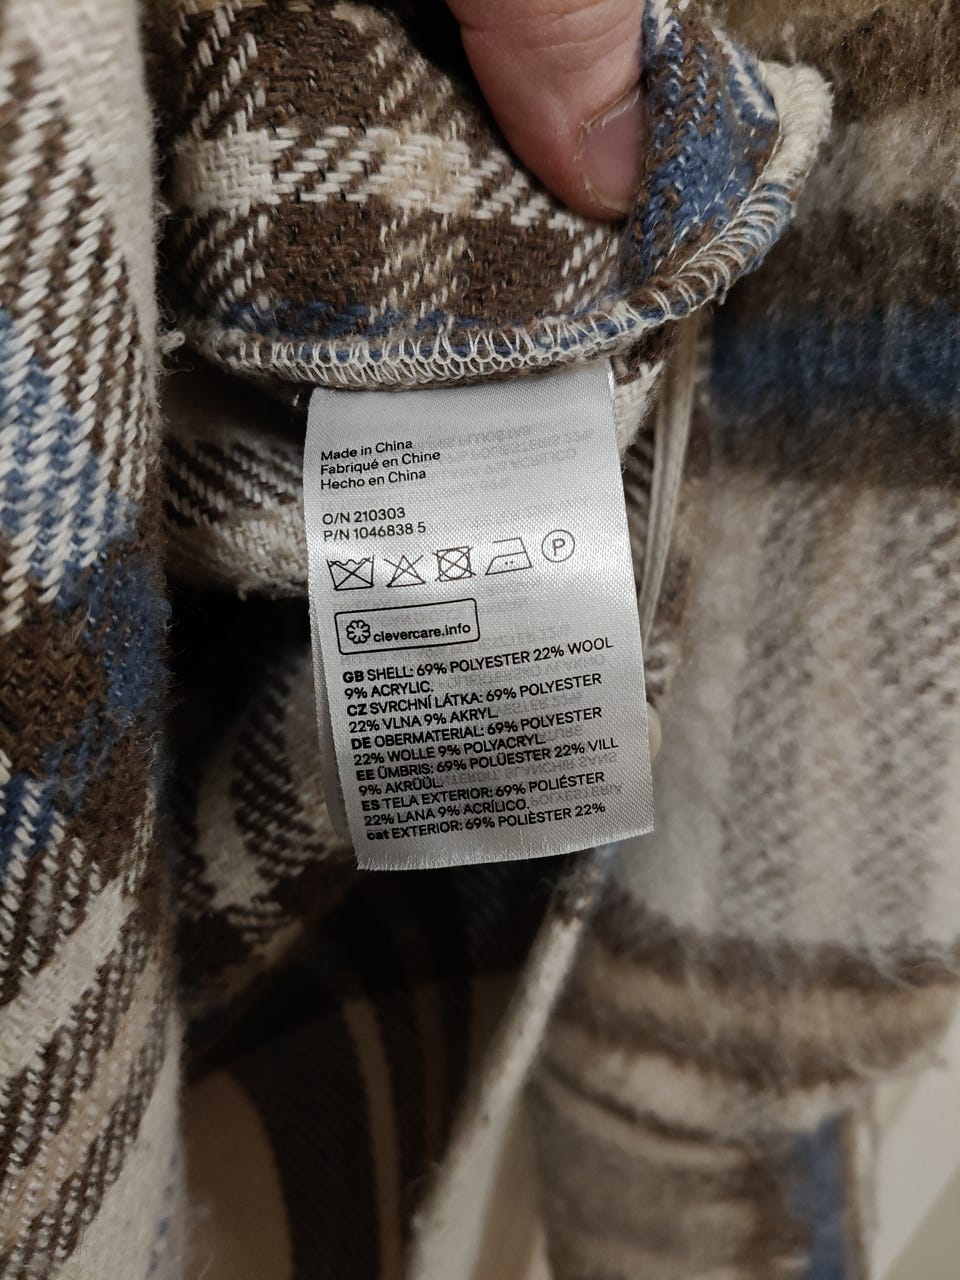 Made in China
Fabriqué en Chine
Hecho en China
O/N 210303
P/N 1046838 5
P
clevercare.info
GB SHELL: 69% POLYESTER 22% WOOL
9% ACRYLIC.
CZ SVRCHNÍ LÁTKA: 69% POLYESTER
22% VLNA 9% AKRYL.
DE OBERMATERIAL: 69% POLYESTER
22% WOLLE 9% POLYACRYL.
EE ÜMBRIS: 69% POLÜESTER 22% VILL
9% AKRÜÜL.
ES TELA EXTERIOR: 69% POLIÉSTER
22% LANA 9% ACRÍLICO.
cat EXTERIOR: 69% POLIÈSTER 22%